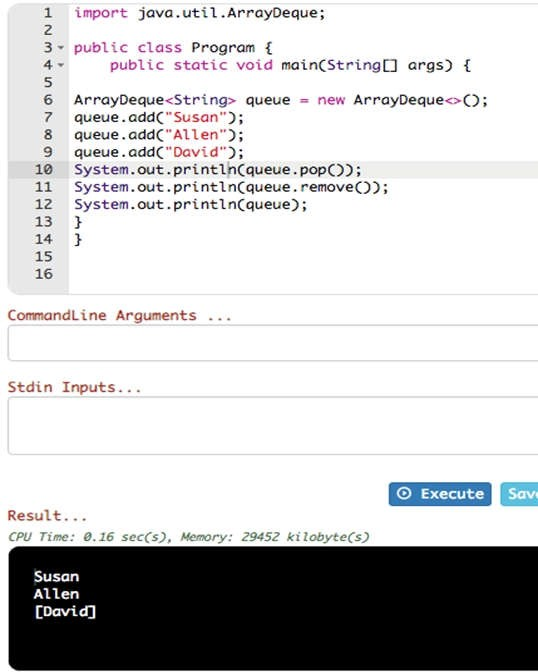 1 import java.util.ArrayDeque;
2
3 public class Program {
4 public static void main(String[] args) {
5
6 ArrayDeque<String> queue = new ArrayDeque<>();
7 queue.add("Susan");
8 queue.add("Allen");
9 queue.add("David");
10 System.out.println(queue.pop());
11 System.out.println(queue.remove());
12 System.out.println(queue);
13 }
14 }
15
16
CommandLine Arguments ...
Stdin Inputs...
Execute Save
Result...
CPU Time: 0.16 sec(s), Memory: 29452 kilobyte(s)
Susan
Allen
[David]